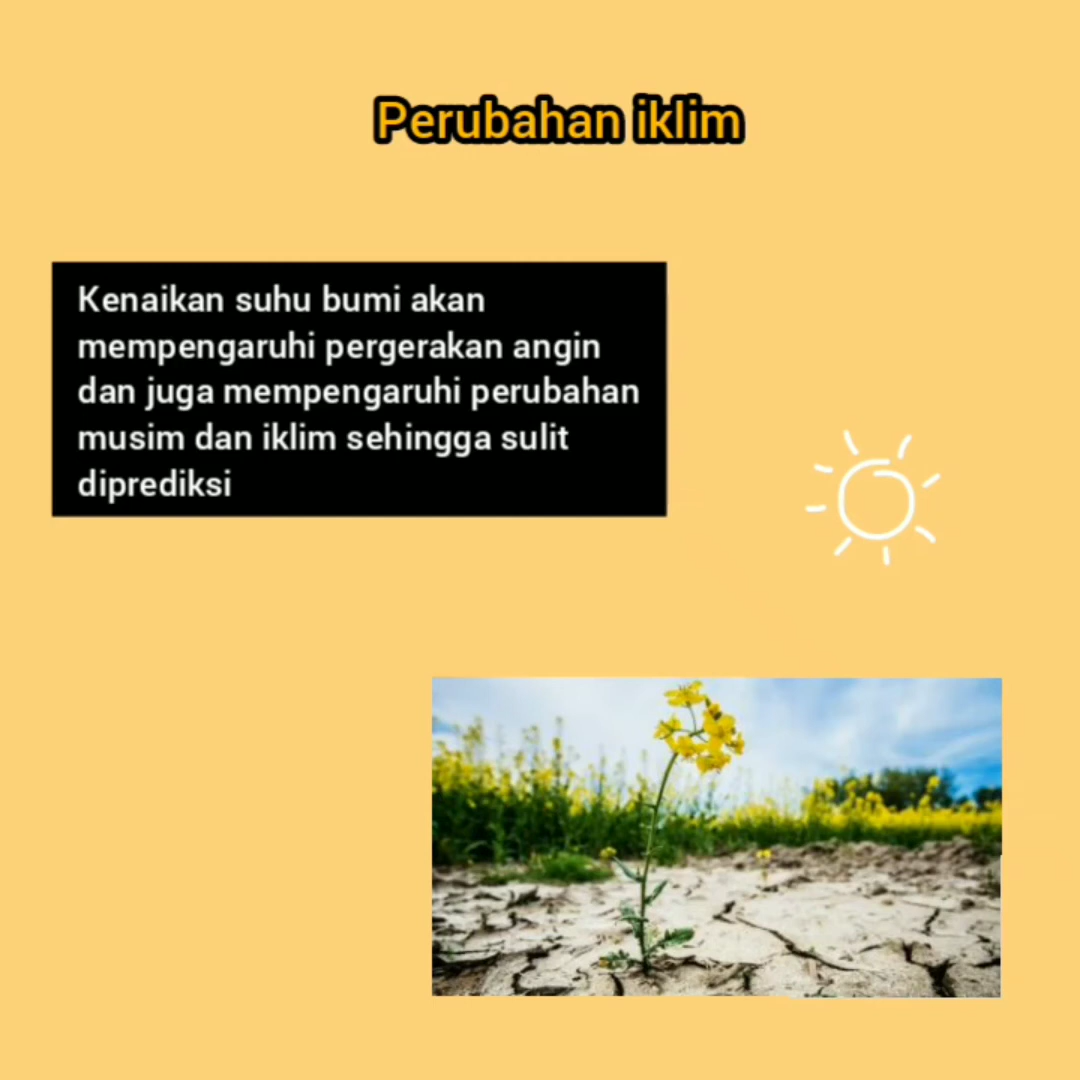 Perubahan iklim
Kenaikan suhu bumi akan
mempengaruhi pergerakan angin
dan juga mempengaruhi perubahan
musim dan iklim sehingga sulit
diprediksi